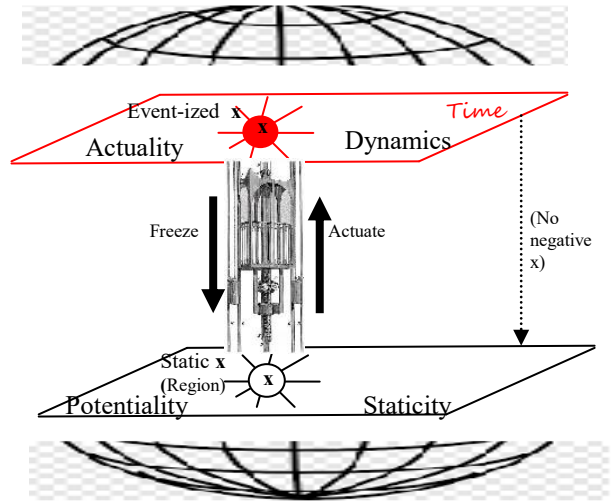 Event-ized x
x
Time
Actuality
Dynamics
Freeze
Actuate
(No
negative
x)
Static x
(Region)
x
Potentiality
Staticity